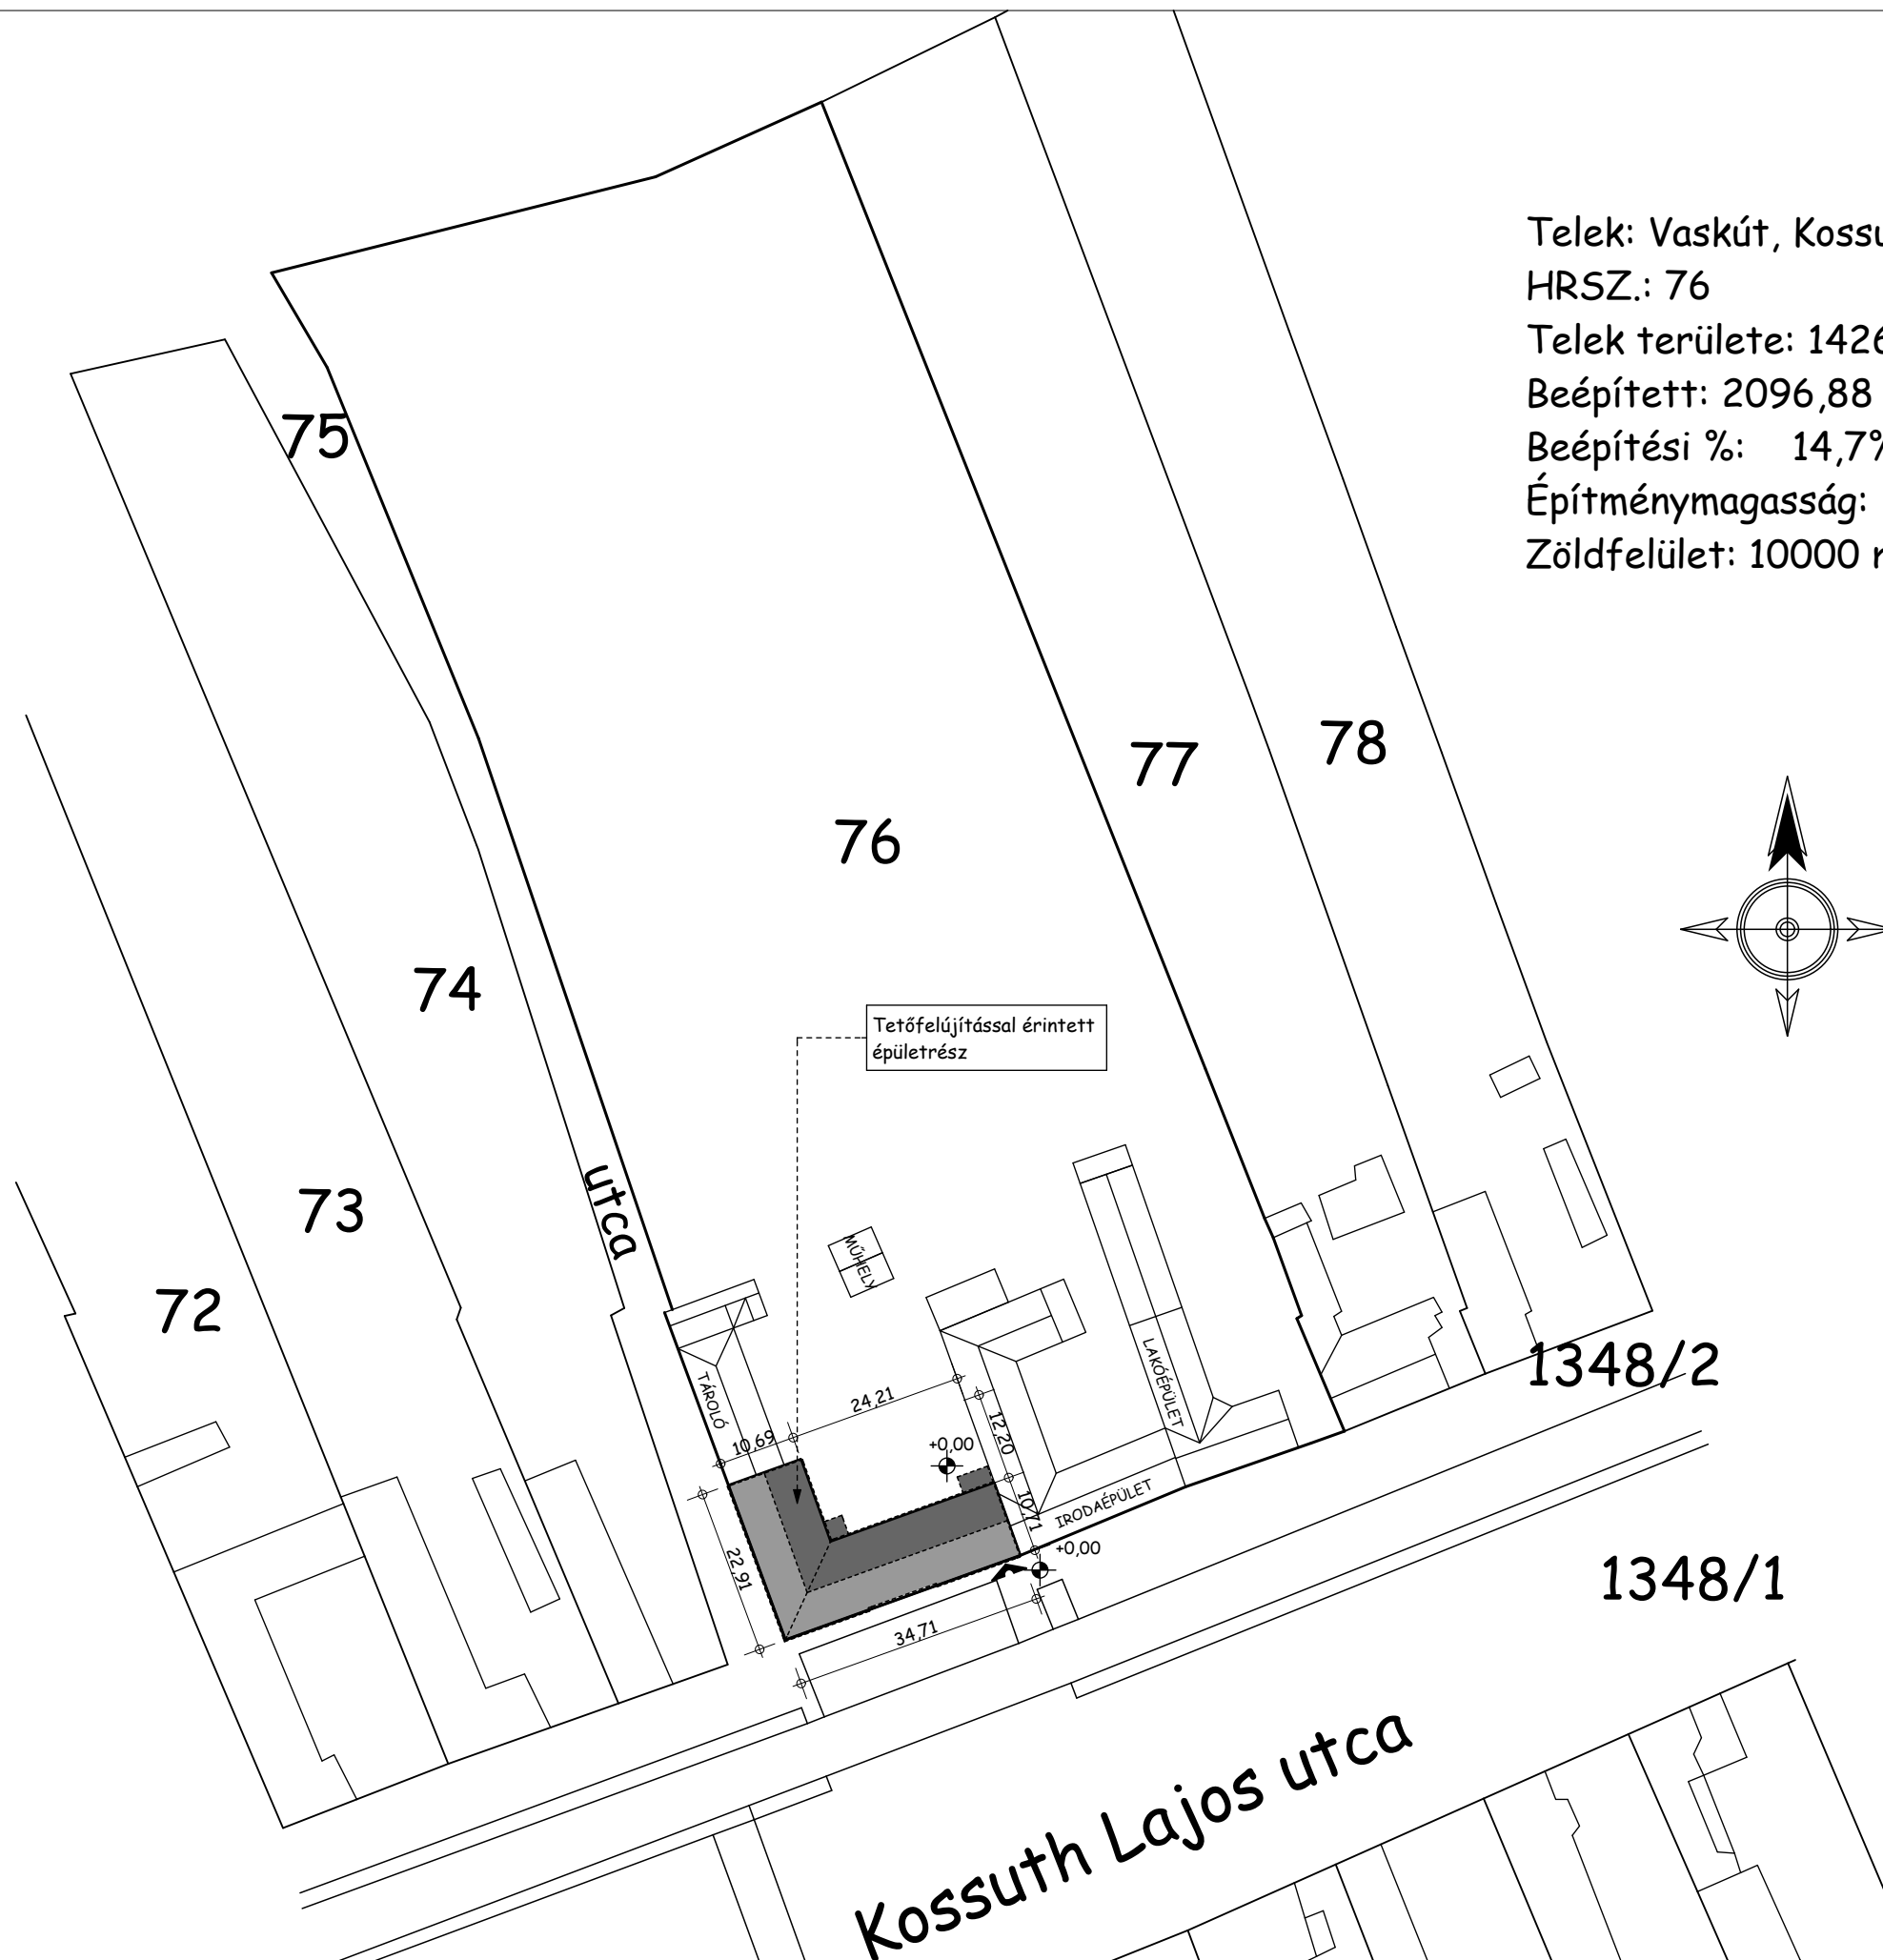 Telek: Vaskút, Kossu
HRSZ.: 76
Telek területe: 1426
Beépített: 2096,88
Beépítési %: 14,7%
Építménymagasság:
Zöldfelület: 10000
75
78
77
76
74
Tetőfelújítással érintett
épületrész
utca
73
72
MŰHELY
TÁROLÓ
LAKÓÉPÜLET
1348/2
24,21
12,20
10,69
+0,00
10,71
IRODAÉPÜLET
+0,00
22,91
1348/1
34,71
Kossuth Lajos utca